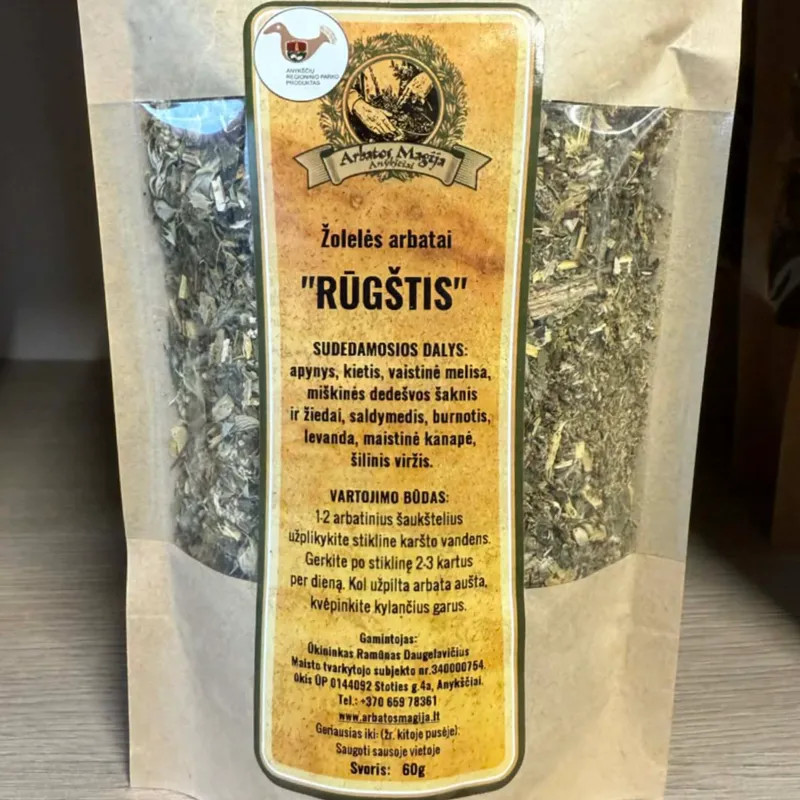 ANYKŠČIŲ
REGIONINIO PARKO
PRODUKTAS
Arbatos Magija
Anykščiai
Žolelės arbatai
"RŪGŠTIS"
SUDEDAMOSIOS DALYS:
apynys, kietis, vaistinė melisa,
miškinės dedešvos šaknis
ir žiedai, saldymedis, burnotis,
levanda, maistinė kanapė,
šilinis viržis.
VARTOJIMO BŪDAS:
1-2 arbatinius šaukštelius
užplikykite stikline karšto vandens.
Gerkite po stiklinę 2-3 kartus
per dieną. Kol užpilta arbata aušta,
kvėpinkite kylančius garus.
Gamintojas:
Ūkininkas Ramūnas Daugelavičius
Maisto tvarkytojo subjekto nr.340000754.
Ūkis ŪP 0144092 Stoties g.4a, Anykščiai.
Tel.: +370 659 78361
www.arbatosmagija.lt
Geriausias iki: (žr. kitoje pusėje);
Saugoti sausoje vietoje
Svoris: 60g